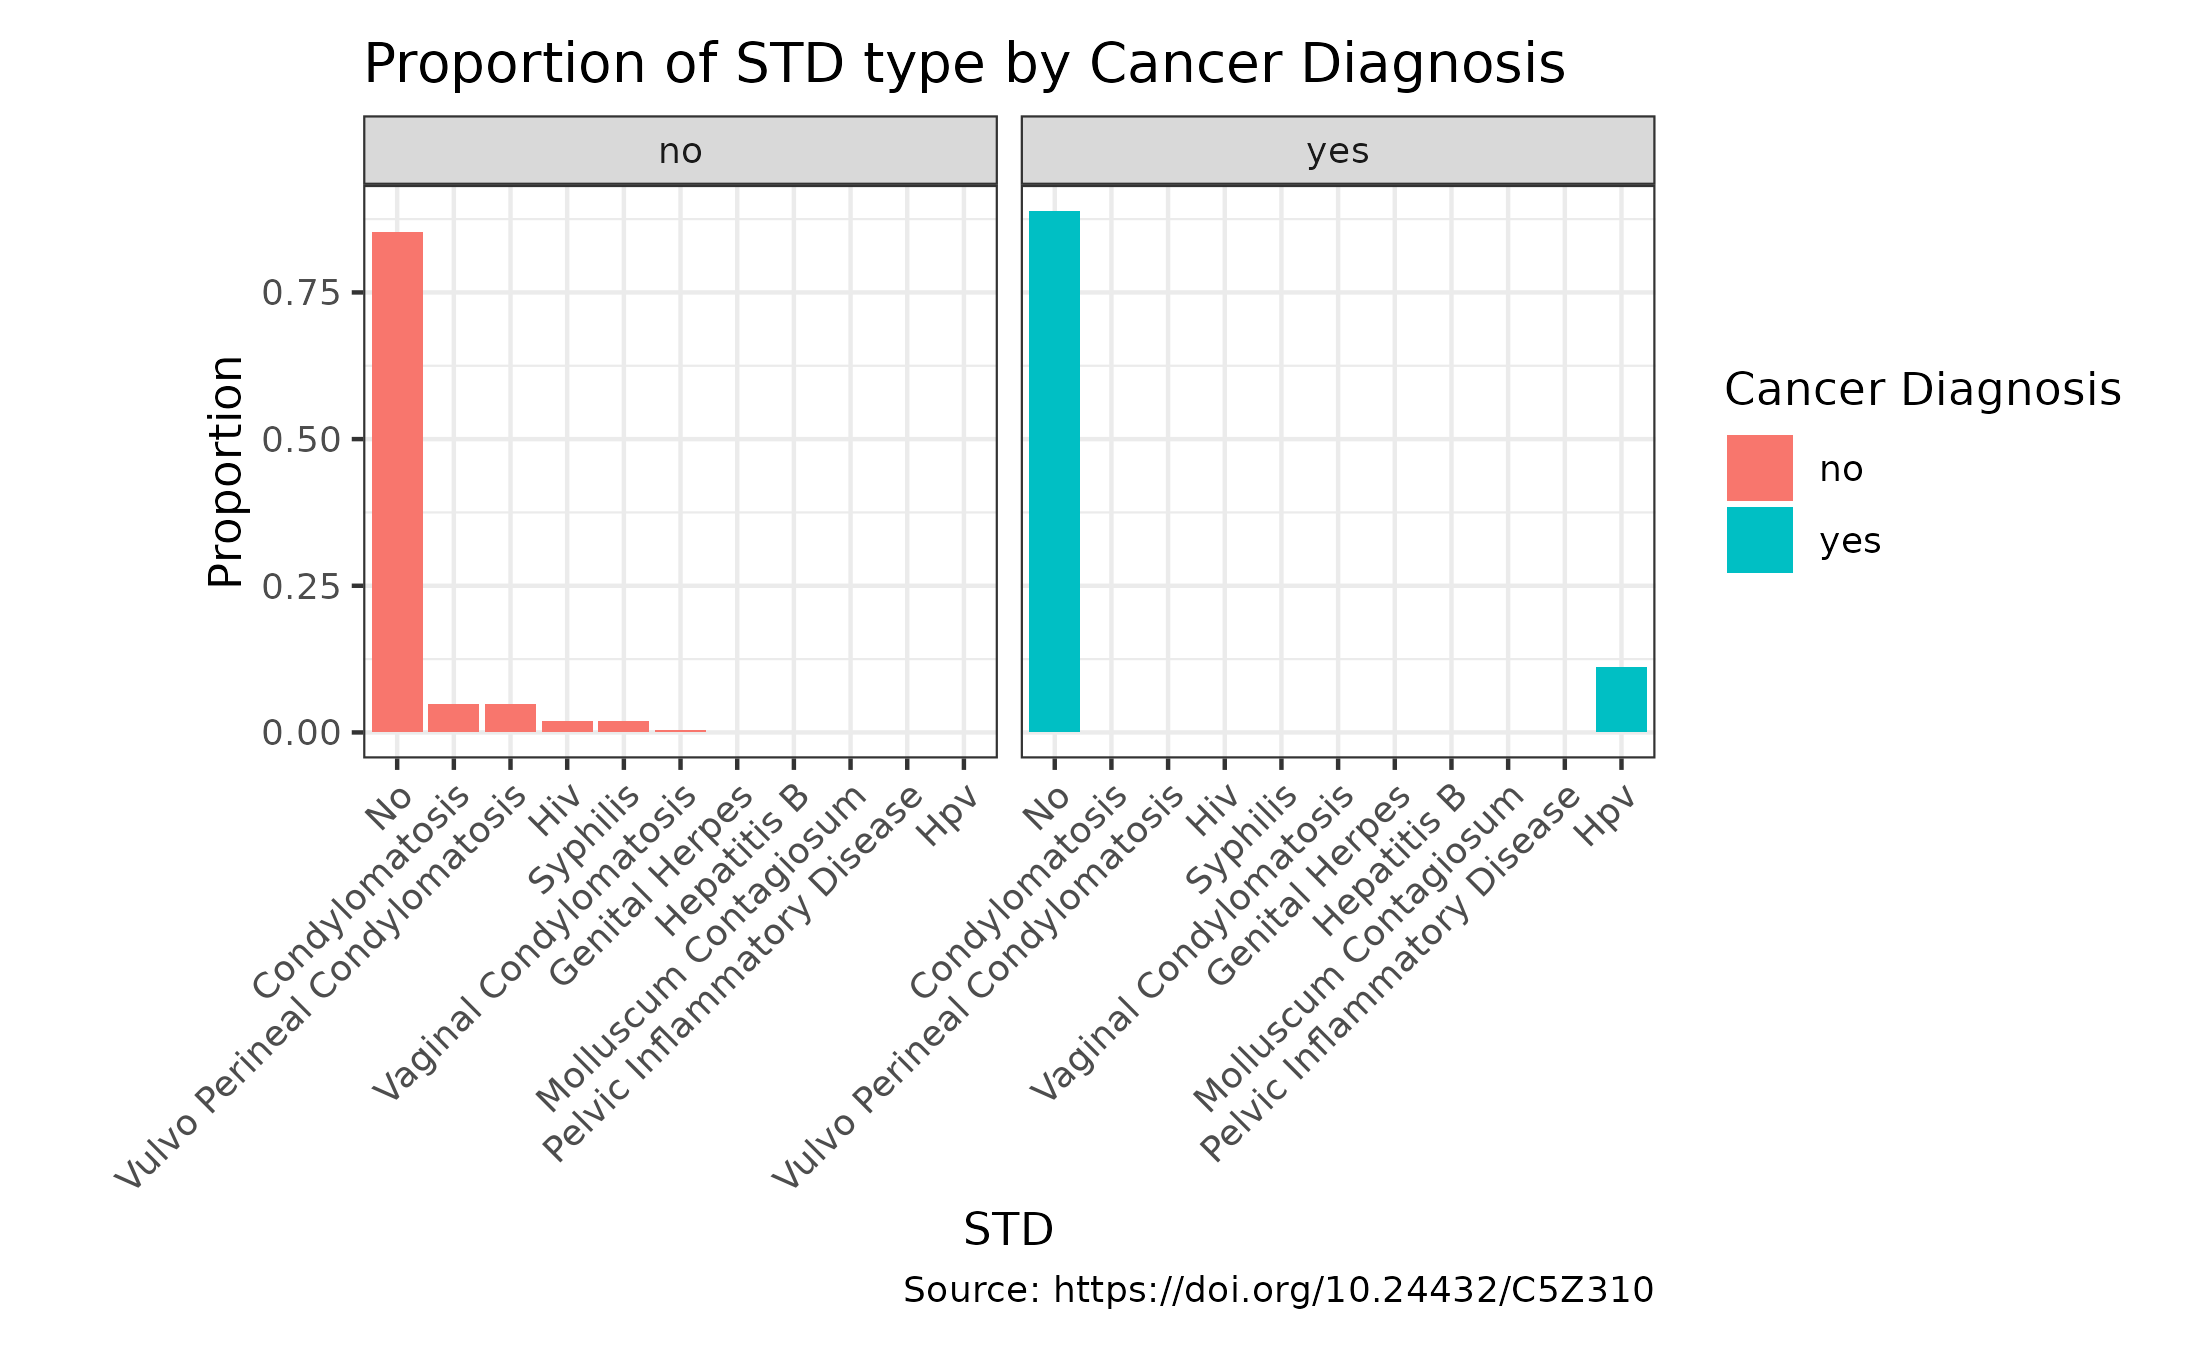 Proportion of STD type by Cancer Diagnosis
no
yes
Proportion
0.75
0.50
0.25
0.00
No
Condylomatosis
Vulvo Perineal Condylomatosis
Hiv
Syphilis
Vaginal Condylomatosis
Genital Herpes
Hepatitis B
Molluscum Contagiosum
Pelvic Inflammatory Disease
Hpv
No
Condylomatosis
Vulvo Perineal Condylomatosis
Hiv
Syphilis
Vaginal Condylomatosis
Genital Herpes
Hepatitis B
Molluscum Contagiosum
Pelvic Inflammatory Disease
Hpv
STD
Source: https://doi.org/10.24432/C5Z310
Cancer Diagnosis
no
yes